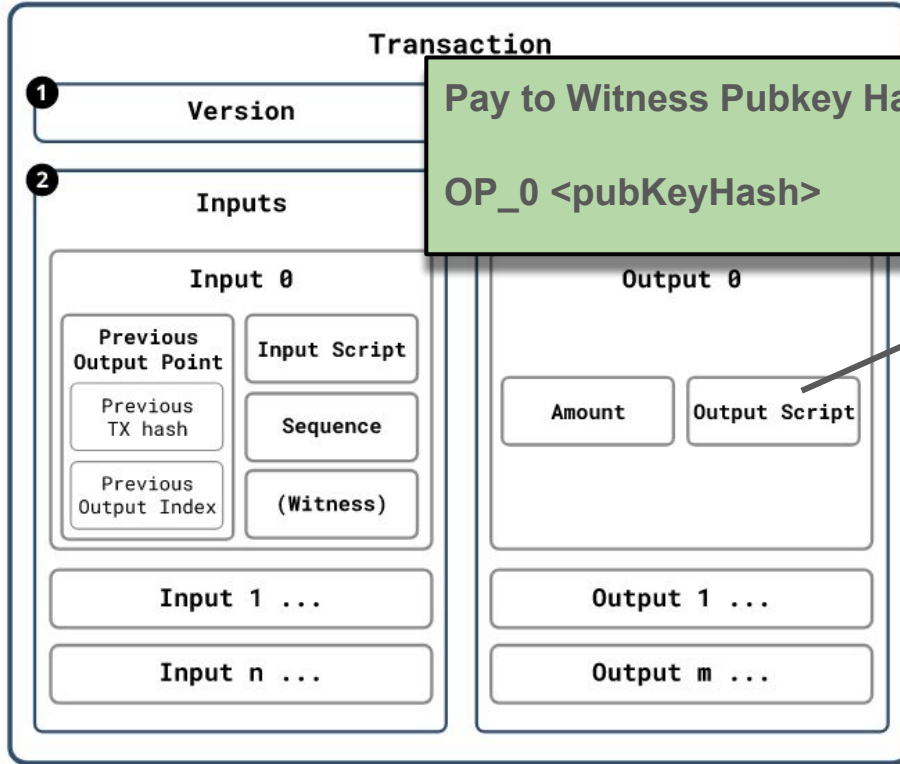 Transaction
1
Version
Pay to Witness Pubkey
OP_0 <pubKeyHash>
2
Inputs
Input 0
Previous
Output Point
Previous
TX hash
Previous
Output Index
Input Script
Sequence
(Witness)
Input 1 ...
Input n ...
Output 0
Amount
Output Script
Output 1 ...
Output m ...